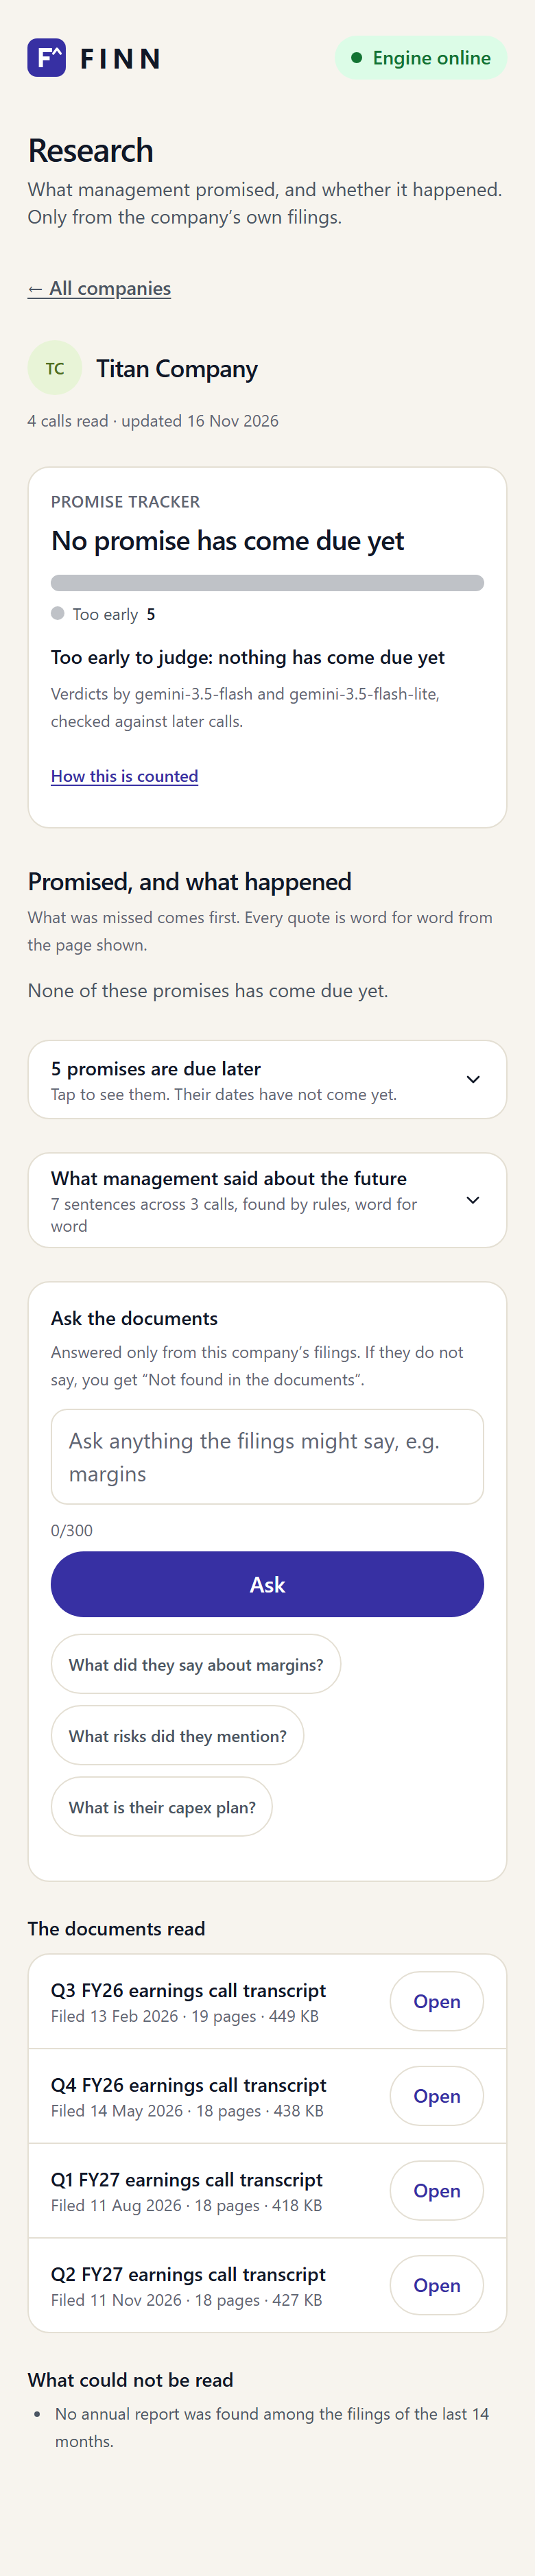 F^ FINN
Engine online
Research
What management promised, and whether it happened.
Only from the company's own filings.
← All companies
TC
Titan Company
4 calls read · updated 16 Nov 2026
PROMISE TRACKER
No promise has come due yet
Too early 5
Too early to judge: nothing has come due yet
Verdicts by gemini-3.5-flash and gemini-3.5-flash-lite,
checked against later calls.
How this is counted
Promised, and what happened
What was missed comes first. Every quote is word for word from
the page shown.
None of these promises has come due yet.
5 promises are due later
Tap to see them. Their dates have not come yet.
What management said about the future
7 sentences across 3 calls, found by rules, word for
word
Ask the documents
Answered only from this company's filings. If they do not
say, you get “Not found in the documents”.
Ask anything the filings might say, e.g.
margins
0/300
Ask
What did they say about margins?
What risks did they mention?
What is their capex plan?
The documents read
Q3 FY26 earnings call transcript
Filed 13 Feb 2026 · 19 pages · 449 KB
Open
Q4 FY26 earnings call transcript
Filed 14 May 2026 · 18 pages · 438 KB
Open
Q1 FY27 earnings call transcript
Filed 11 Aug 2026 · 18 pages · 418 KB
Open
Q2 FY27 earnings call transcript
Filed 11 Nov 2026 · 18 pages · 427 KB
Open
What could not be read
• No annual report was found among the filings of the last 14
months.